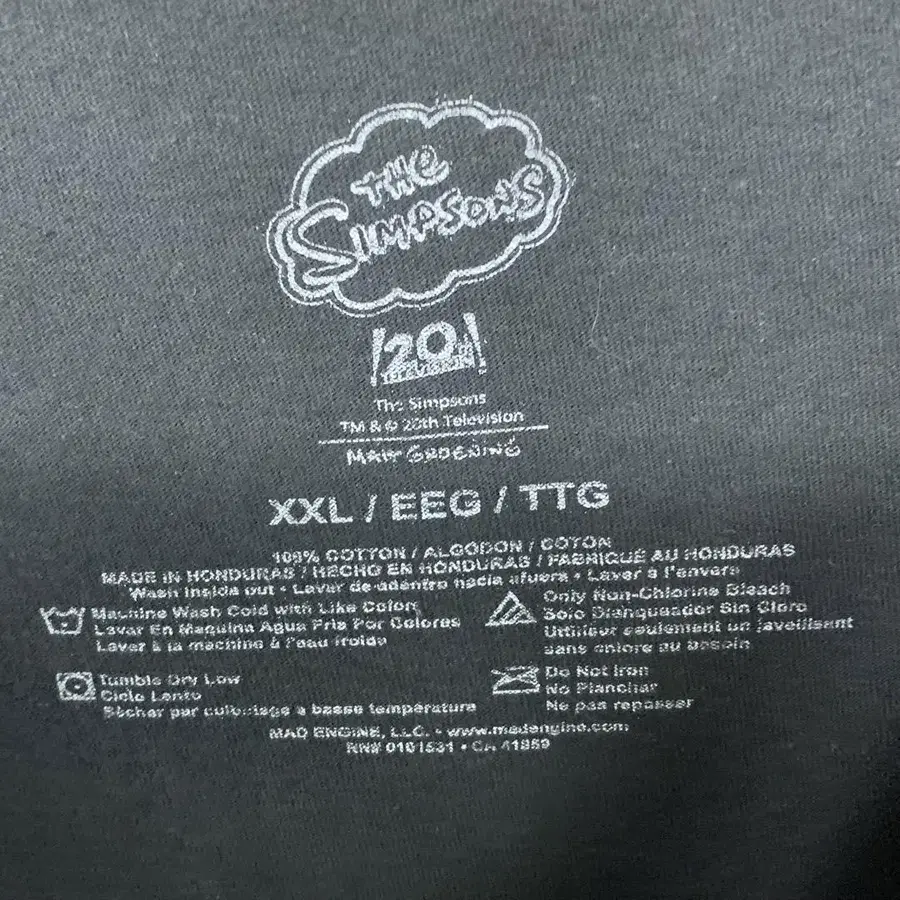 THE
SIMPSONS
20th
TELEVISION
The Simpsons
TM & © 20th Television
MATT GROENING
XXL / EEG / TTG
100% COTTON / ALGODON / COTON
MADE IN HONDURAS / HECHO EN HONDURAS / FABRIQUE AU HONDURAS
Wash inside out • Lavar de adentro hacia afuera • Laver à l'envers
Machine Wash Cold with Like Colors
Lavar En Maquina Agua Fria Por Colores
Laver à la machine à l'eau froide
Only Non-Chlorine Bleach
Solo Blanqueador Sin Cloro
Utiliser seulement un javellisant
sans chlore au besoin
Tumble Dry Low
Ciclo Lento
Sécher par culbutage a basse température
Do Not Iron
No Planchar
Ne pas repasser
MAD ENGINE, LLC. • www.madengine.com
RN# 0101531 • CA 41859